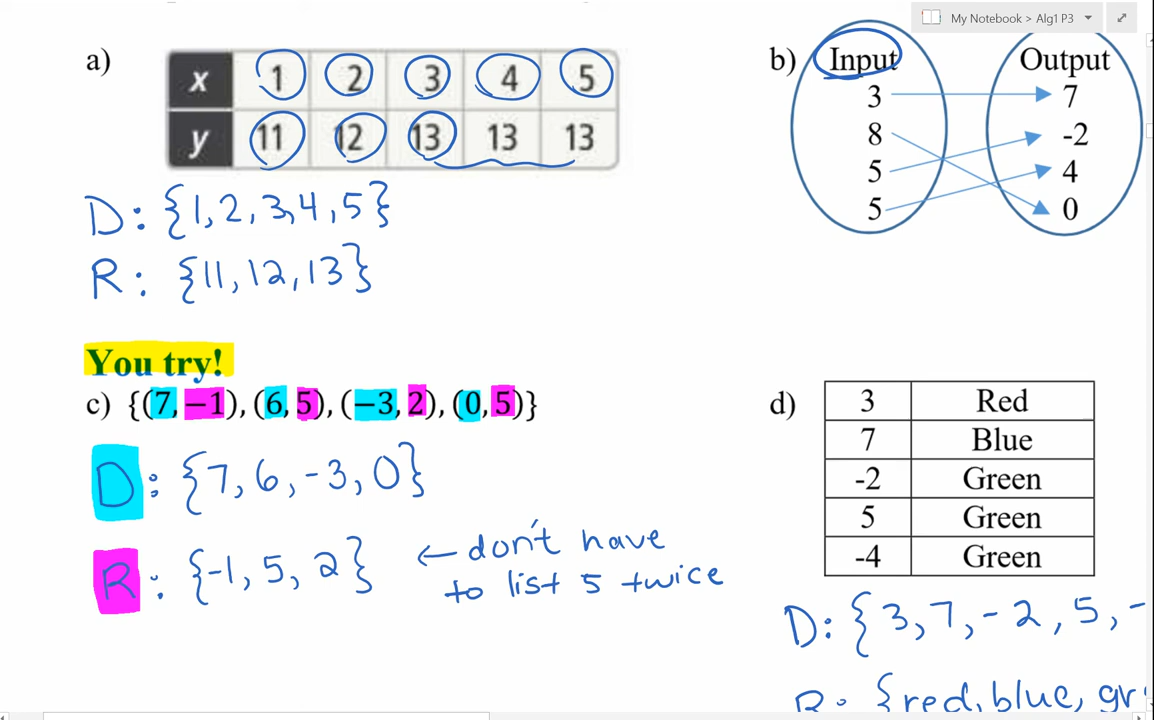 My Notebook > Alg1 P3
a)
x 1 2 3 4 5
y 11 12 13 13 13
D: {1,2,3,4,5}
R: {11,12,13}
b) Input Output
3 7
8 -2
5 4
5 0
You try!
c) {(7, −1), (6, 5), (−3, 2), (0, 5)}
D: {7, 6, -3, 0}
R: {-1, 5, 2} ← don't have
to list 5 twice
d)
3 Red
7 Blue
-2 Green
5 Green
-4 Green
D: {3, 7, -2, 5, -
R: {red, blue, gr